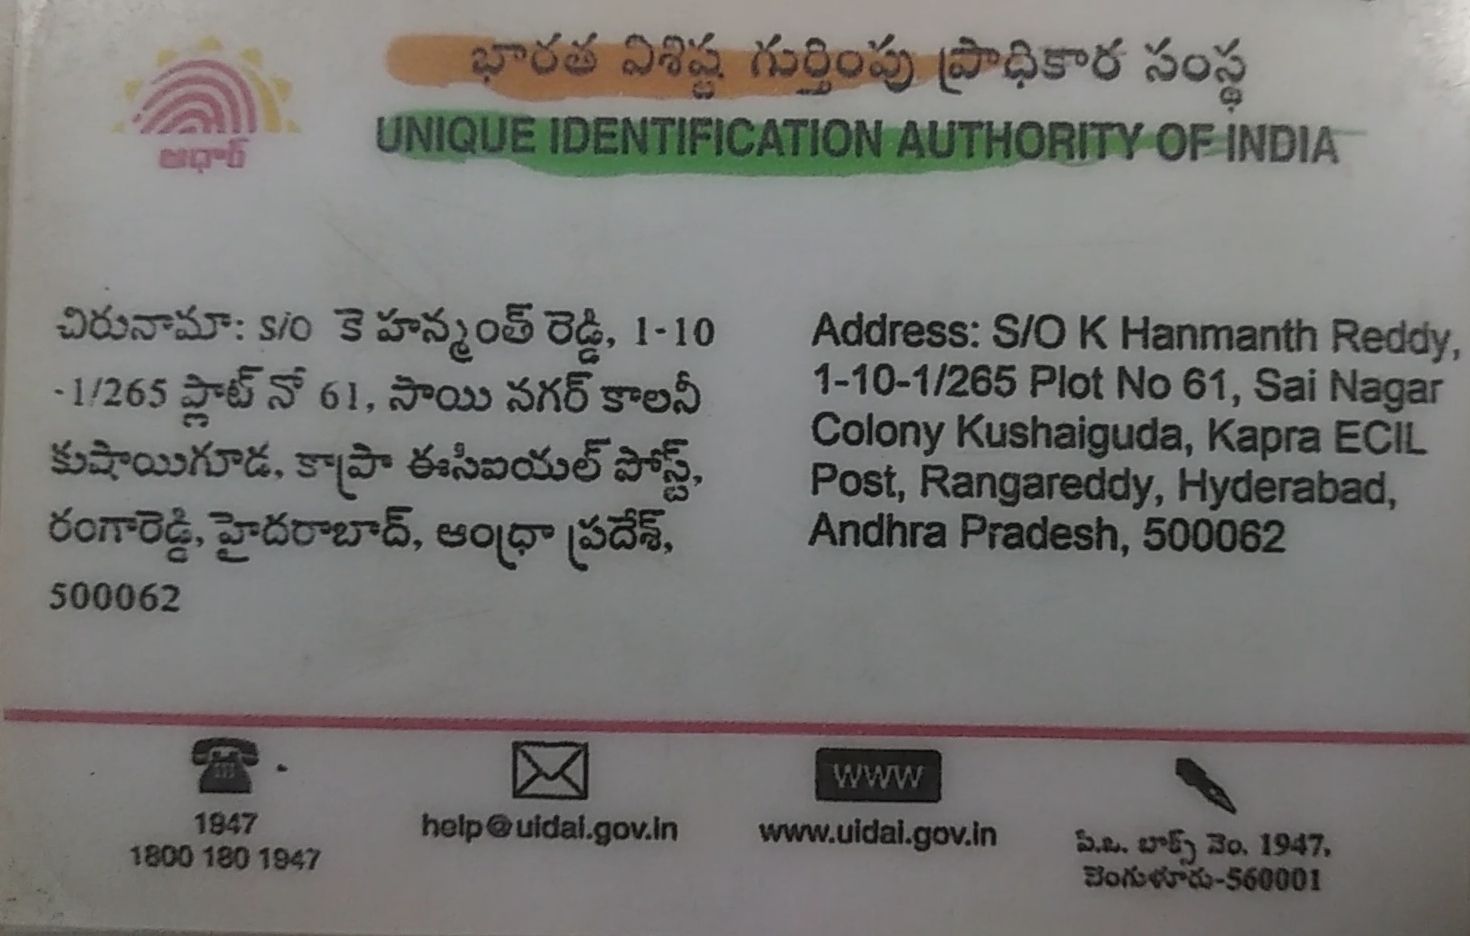 ఆధార్
భారత విశిష్ట గుర్తింపు ప్రాధికార సంస్థ
UNIQUE IDENTIFICATION AUTHORITY OF INDIA
చిరునామా: S/O కె హన్మంత్ రెడ్డి, 1-10
-1/265 ప్లాట్ నో 61, సాయి నగర్ కాలనీ
కుషాయిగూడ, కాప్రా ఈసిఐయల్ పోస్ట్,
రంగారెడ్డి, హైదరాబాద్, ఆంధ్రా ప్రదేశ్,
500062
Address: S/O K Hanmanth Reddy,
1-10-1/265 Plot No 61, Sai Nagar
Colony Kushaiguda, Kapra ECIL
Post, Rangareddy, Hyderabad,
Andhra Pradesh, 500062
1947
1800 180 1947
help@uidai.gov.in
WWW
www.uidai.gov.in
పి.ఒ. బాక్స్ నెం. 1947,
బెంగుళూరు-560001